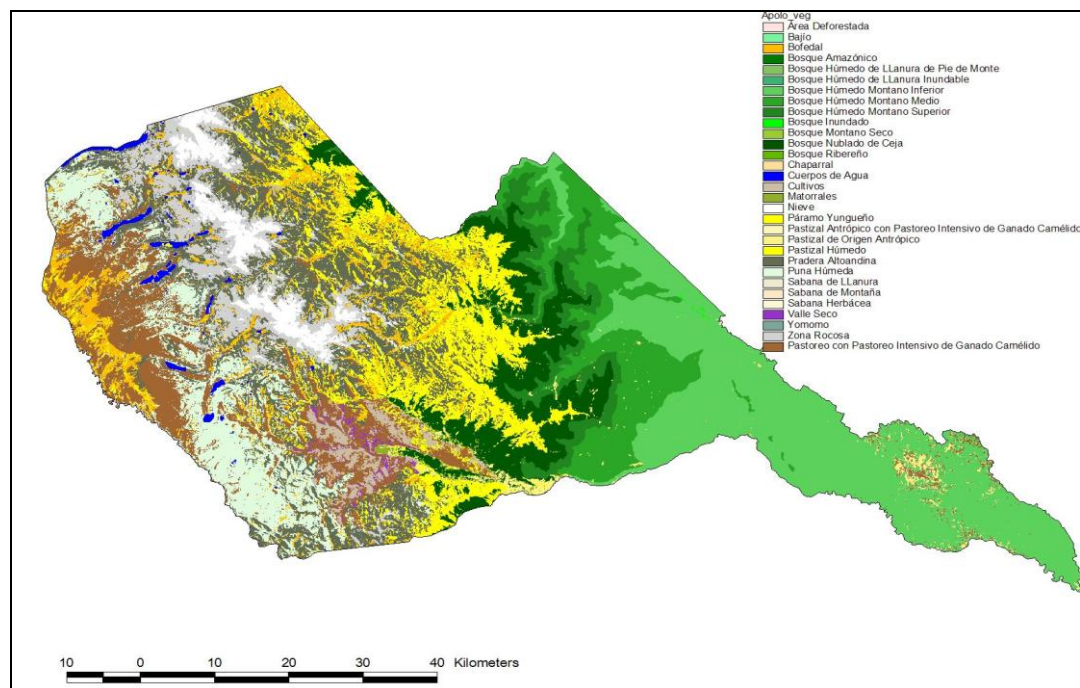 Apolo_veg
Área Deforestada
Bajío
Bofedal
Bosque Amazónico
Bosque Húmedo de LLanura de Pie de Monte
Bosque Húmedo de LLanura Inundable
Bosque Húmedo Montano Inferior
Bosque Húmedo Montano Medio
Bosque Húmedo Montano Superior
Bosque Inundado
Bosque Montano Seco
Bosque Nublado de Ceja
Bosque Ribereño
Chaparral
Cuerpos de Agua
Cultivos
Matorrales
Nieve
Páramo Yungueño
Pastizal Antrópico con Pastoreo Intensivo de Ganado Camélido
Pastizal de Origen Antrópico
Pastizal Húmedo
Pradera Altoandina
Puna Húmeda
Sabana de LLanura
Sabana de Montaña
Sabana Herbácea
Valle Seco
Yomomo
Zona Rocosa
Pastoreo con Pastoreo Intensivo de Ganado Camélido
10 0 10 20 30 40 Kilometers